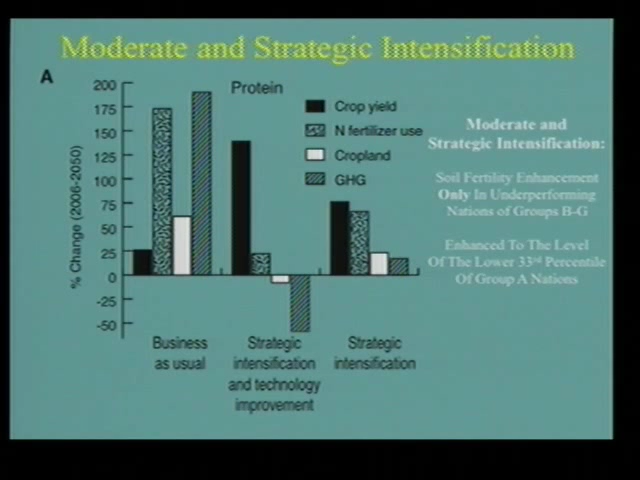 Moderate and Strategic Intensification
A
Protein
Crop yield
N fertilizer use
Cropland
GHG
% Change (2006-2050)
200
175
150
125
100
75
50
25
0
-25
-50
Business
as usual
Strategic
intensification
and technology
improvement
Strategic
intensification
Moderate and
Strategic Intensification:
Soil Fertility Enhancement
Only In Underperforming
Nations of Groups B-G
Enhanced To The Level
Of The Lower 33rd Percentile
Of Group A Nations